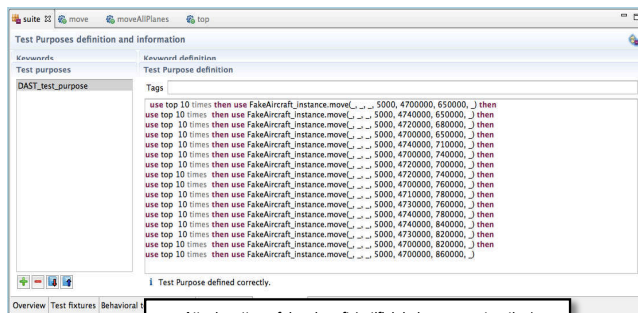 suite move moveAllPlanes top
Test Purposes definition and information
Keywords Keyword definition
Test purposes Test Purpose definition
DAST_test_purpose
Tags
use top 10 times then use FakeAircraft_instance.move(_, _, _, 5000, 4700000, 650000, _) then
use top 10 times then use FakeAircraft_instance.move(_, _, _, 5000, 4740000, 650000, _) then
use top 10 times then use FakeAircraft_instance.move(_, _, _, 5000, 4720000, 680000, _) then
use top 10 times then use FakeAircraft_instance.move(_, _, _, 5000, 4700000, 650000, _) then
use top 10 times then use FakeAircraft_instance.move(_, _, _, 5000, 4740000, 710000, _) then
use top 10 times then use FakeAircraft_instance.move(_, _, _, 5000, 4700000, 740000, _) then
use top 10 times then use FakeAircraft_instance.move(_, _, _, 5000, 4720000, 700000, _) then
use top 10 times then use FakeAircraft_instance.move(_, _, _, 5000, 4720000, 740000, _) then
use top 10 times then use FakeAircraft_instance.move(_, _, _, 5000, 4700000, 760000, _) then
use top 10 times then use FakeAircraft_instance.move(_, _, _, 5000, 4710000, 780000, _) then
use top 10 times then use FakeAircraft_instance.move(_, _, _, 5000, 4730000, 760000, _) then
use top 10 times then use FakeAircraft_instance.move(_, _, _, 5000, 4740000, 780000, _) then
use top 10 times then use FakeAircraft_instance.move(_, _, _, 5000, 4740000, 840000, _) then
use top 10 times then use FakeAircraft_instance.move(_, _, _, 5000, 4730000, 820000, _) then
use top 10 times then use FakeAircraft_instance.move(_, _, _, 5000, 4700000, 820000, _) then
use top 10 times then use FakeAircraft_instance.move(_, _, _, 5000, 4700000, 860000, _)
i Test Purpose defined correctly.
Overview Test fixtures Behavioral